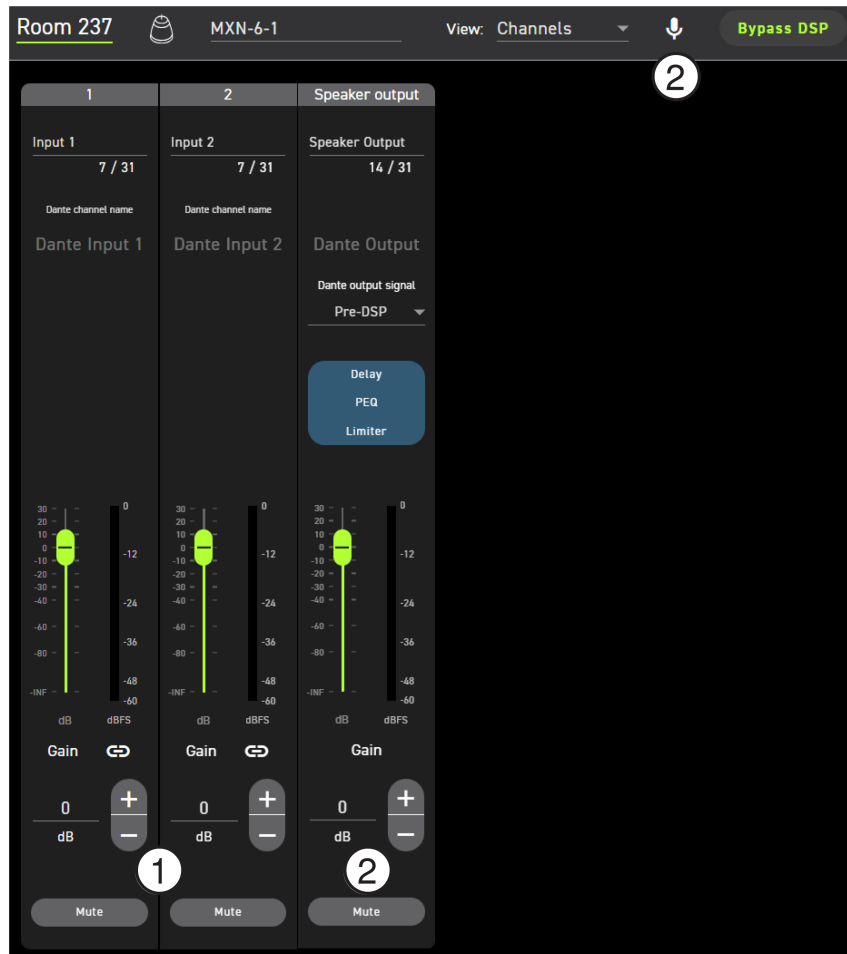 Room 237 MXN-6-1 View: Channels Bypass DSP
2
1 2 Speaker output
Input 1 Input 2 Speaker Output
7 / 31 7 / 31 14 / 31
Dante channel name Dante channel name
Dante Input 1 Dante Input 2 Dante Output
Dante output signal
Pre-DSP
Delay
PEQ
Limiter
30 0 30 0 30 0
20 20 20
10 10 10
0 -12 0 -12 0 -12
-10 -10 -10
-20 -20 -20
-30 -30 -30
-40 -24 -40 -24 -40 -24
-60 -60 -60
-36 -36 -36
-80 -80 -80
-48 -48 -48
-INF -60 -INF -60 -INF -60
dB dBFS dB dBFS dB dBFS
Gain Gain Gain
0 + 0 + 0 +
dB − dB − dB −
1 2
Mute Mute Mute